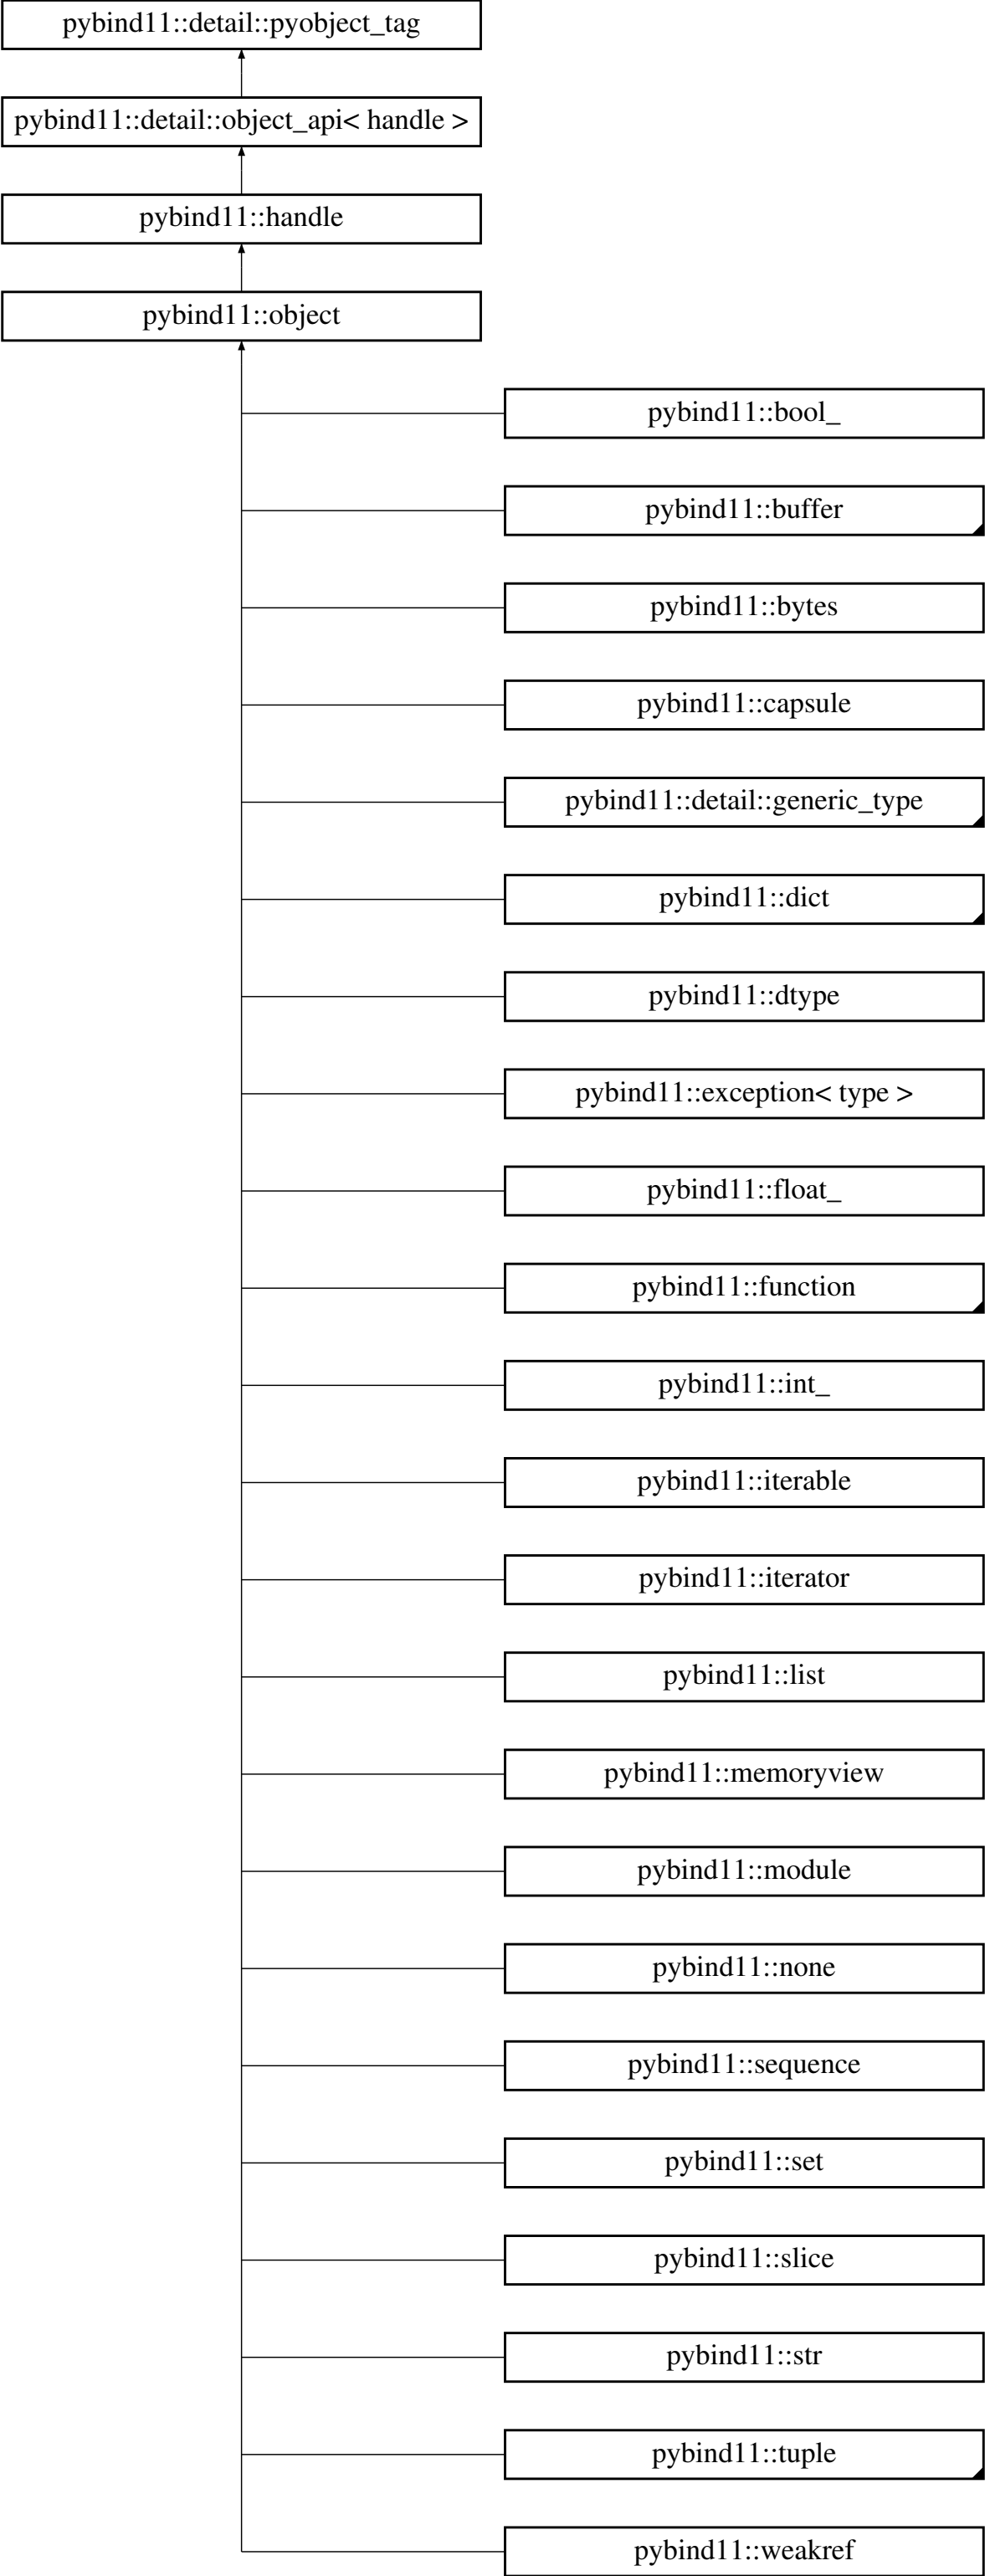 pybind11::detail::pyobject_tag
pybind11::detail::object_api< handle >
pybind11::handle
pybind11::object
pybind11::bool_
pybind11::buffer
pybind11::bytes
pybind11::capsule
pybind11::detail::generic_type
pybind11::dict
pybind11::dtype
pybind11::exception< type >
pybind11::float_
pybind11::function
pybind11::int_
pybind11::iterable
pybind11::iterator
pybind11::list
pybind11::memoryview
pybind11::module
pybind11::none
pybind11::sequence
pybind11::set
pybind11::slice
pybind11::str
pybind11::tuple
pybind11::weakref